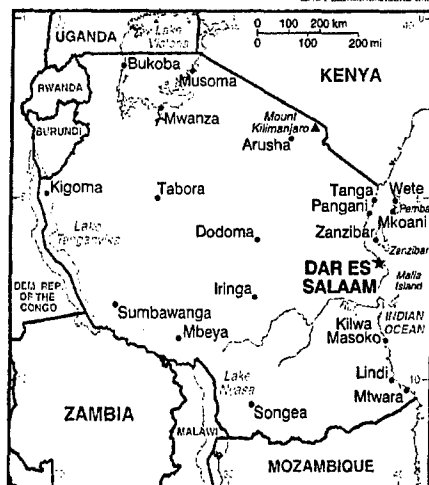 0 100 200 km
0 100 200 mi
UGANDA
Lake
Victoria
KENYA
Bukoba
Musoma
RWANDA
Mwanza
Mount
Kilimanjaro
BURUNDI
Arusha
Kigoma
Tabora
Tanga
Wete
Pangani
Pemba
Mkoani
Lake
Tanganyika
Dodoma
Zanzibar
Zanzibar
DAR ES
SALAAM
Mafia
Island
DEM. REP.
OF THE
CONGO
Iringa
Sumbawanga
Mbeya
Kilwa
Masoko
INDIAN
OCEAN
Lake
Nyasa
Lindi
10
Mtwara
ZAMBIA
MALAWI
Songea
MOZAMBIQUE